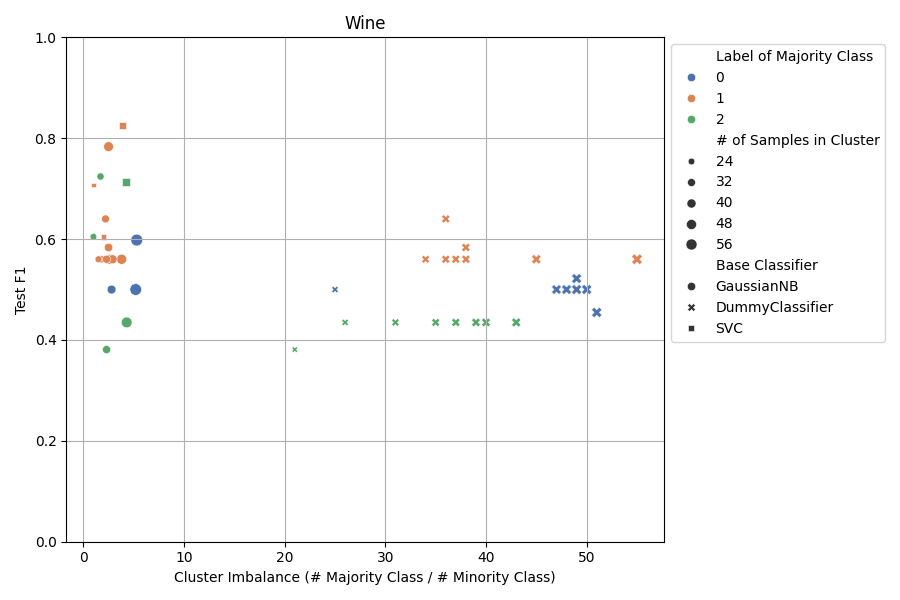 Wine
1.0
0.8
0.6
0.4
0.2
0.0
Test F1
0 10 20 30 40 50
Cluster Imbalance (# Majority Class / # Minority Class)
Label of Majority Class
0
1
2
# of Samples in Cluster
24
32
40
48
56
Base Classifier
GaussianNB
DummyClassifier
SVC